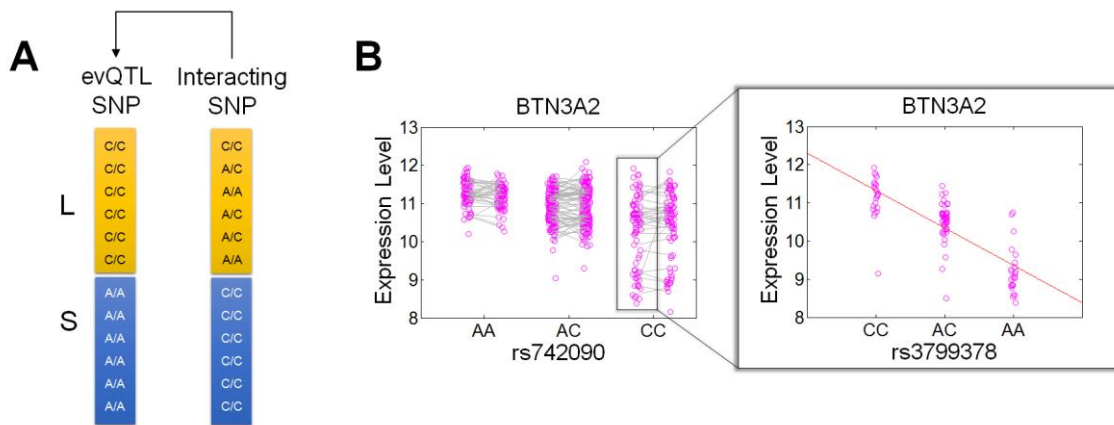 A
evQTL
SNP
Interacting
SNP
L
S
C/C
C/C
C/C
C/C
C/C
C/C
A/A
A/A
A/A
A/A
A/A
A/A
C/C
A/C
A/A
A/C
A/C
A/A
C/C
C/C
C/C
C/C
C/C
C/C
B
BTN3A2
Expression Level
13
12
11
10
9
8
AA AC CC
rs742090
BTN3A2
Expression Level
13
12
11
10
9
8
CC AC AA
rs3799378